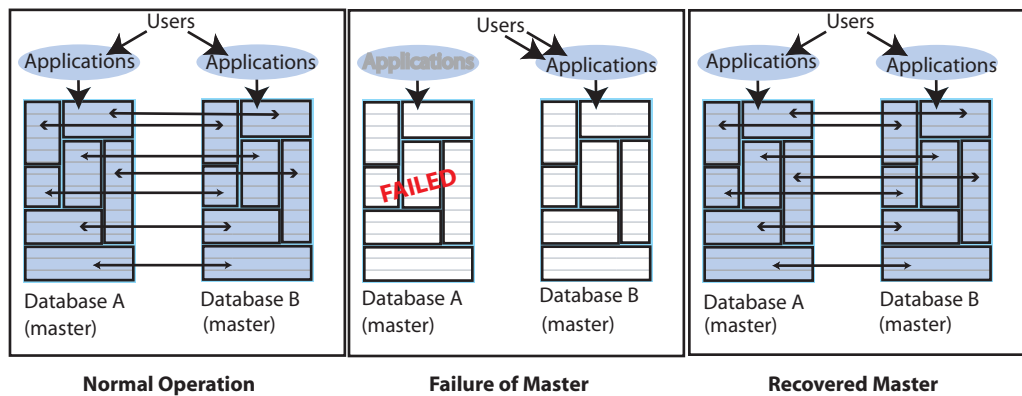 Users
Applications
Applications
Database A
(master)
Database B
(master)
Normal Operation
Users
Applications
Applications
FAILED
Database A
(master)
Database B
(master)
Failure of Master
Users
Applications
Applications
Database A
(master)
Database B
(master)
Recovered Master